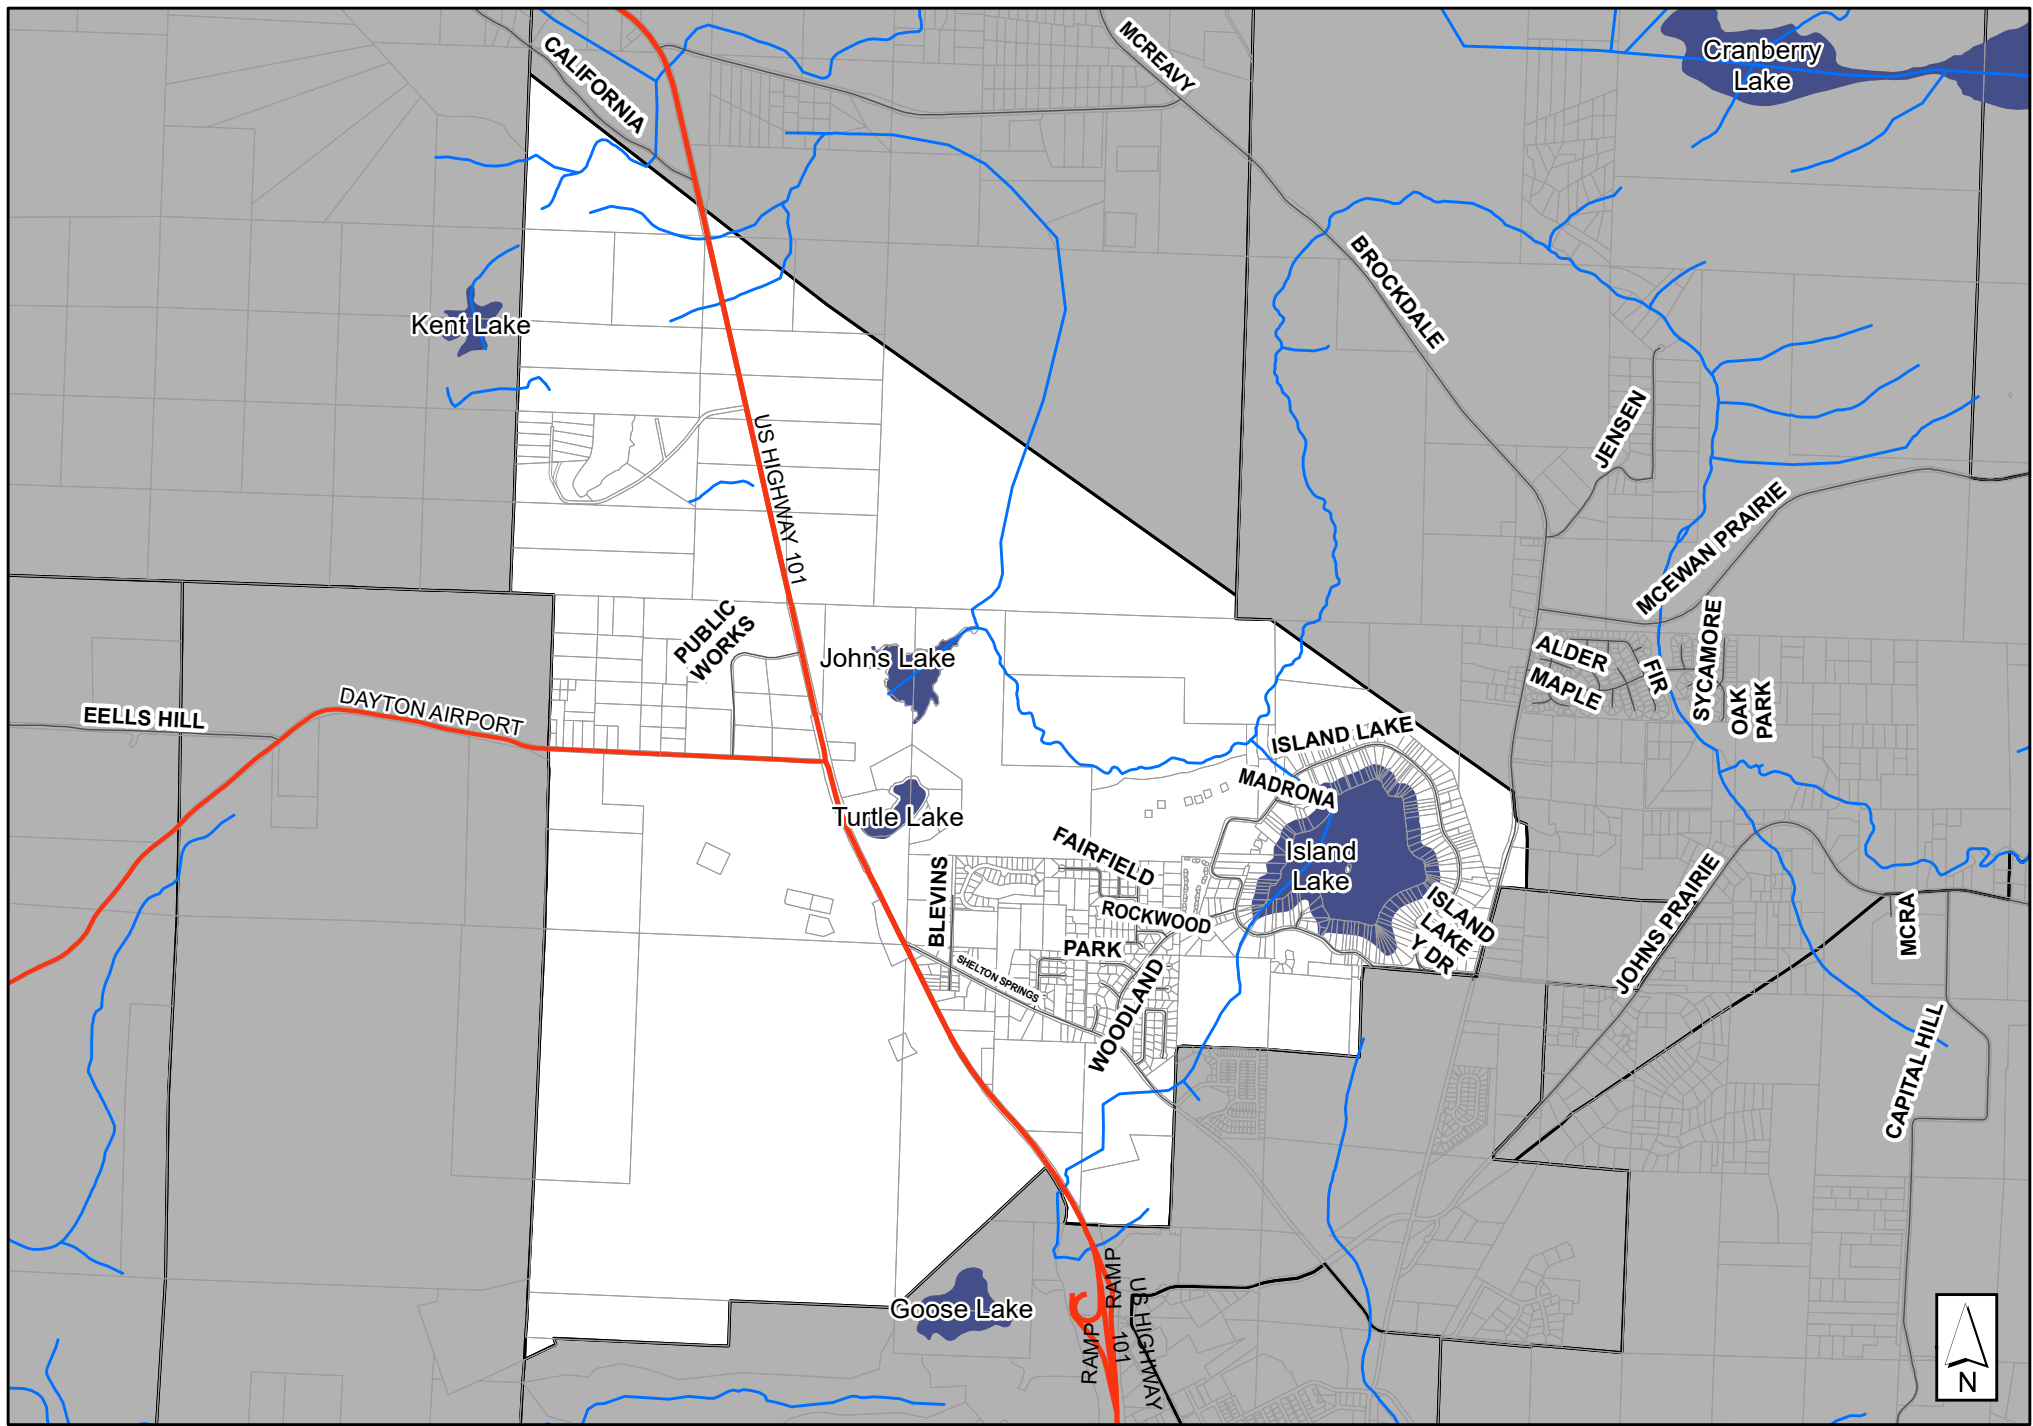 CALIFORNIA
MCREAVY
Cranberry
Lake
BROCKDALE
Kent Lake
US HIGHWAY 101
JENSEN
MCEWAN PRAIRIE
PUBLIC
WORKS
Johns Lake
ALDER
MAPLE
FIR
SYCAMORE
OAK
PARK
EELLS HILL
DAYTON AIRPORT
ISLAND LAKE
MADRONA
Turtle Lake
FAIRFIELD
Island
Lake
BLEVINS
ROCKWOOD
PARK
SHELTON SPRINGS
WOODLAND
ISLAND
LAKE
Y DR
JOHNS PRAIRIE
MCRA
CAPITAL HILL
Goose Lake
RAMP
RAMP
US HIGHWAY
101
N